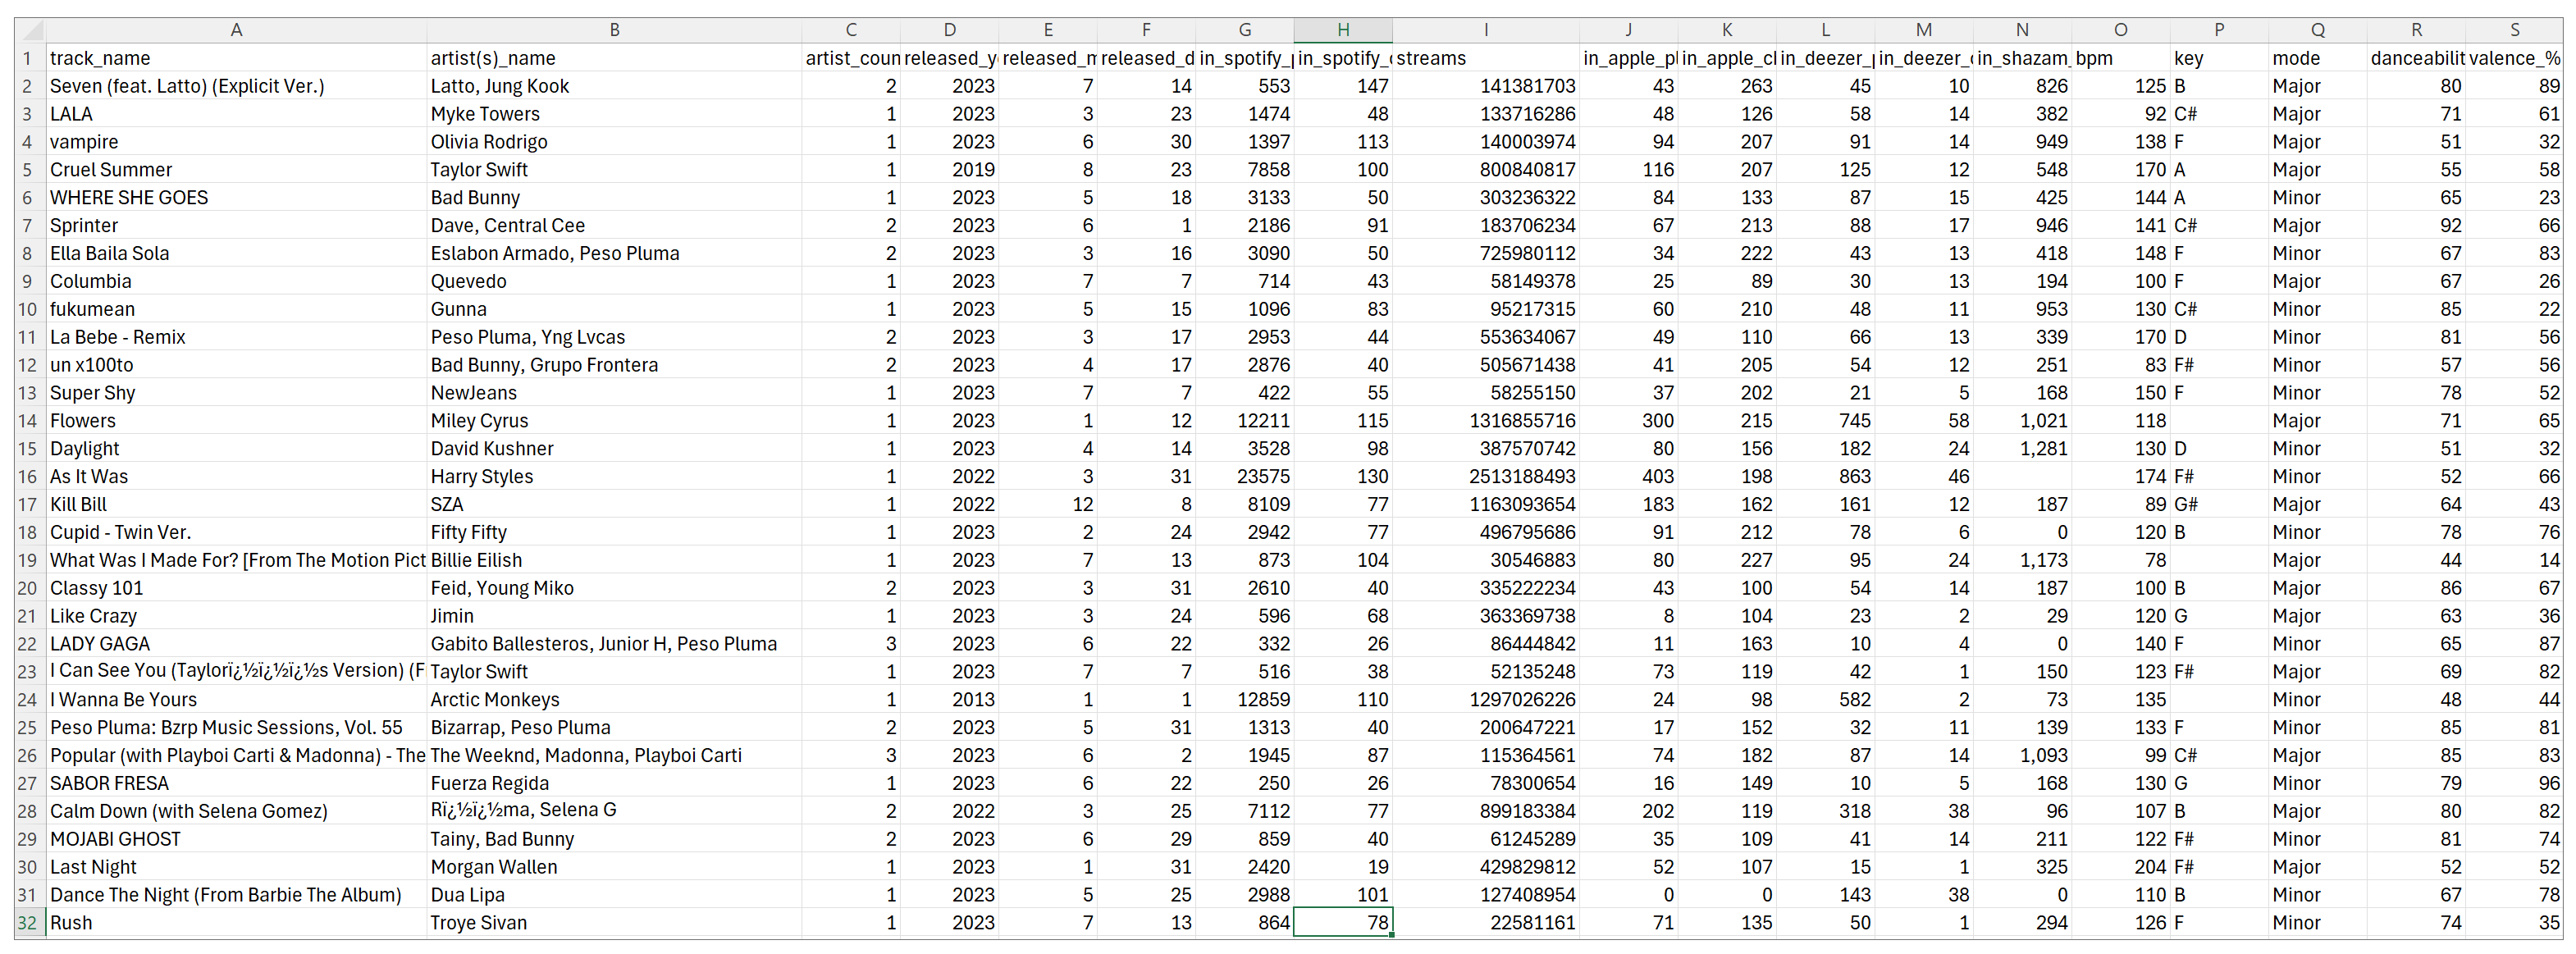 A B C D E F G H I J K L M N O P Q R S
1 track_name artist(s)_name artist_coun released_y released_m released_d in_spotify_p in_spotify_c streams in_apple_pl in_apple_cl in_deezer_p in_deezer_c in_shazam_ bpm key mode danceabilit valence_%
2 Seven (feat. Latto) (Explicit Ver.) Latto, Jung Kook 2 2023 7 14 553 147 141381703 43 263 45 10 826 125 B Major 80 89
3 LALA Myke Towers 1 2023 3 23 1474 48 133716286 48 126 58 14 382 92 C# Major 71 61
4 vampire Olivia Rodrigo 1 2023 6 30 1397 113 140003974 94 207 91 14 949 138 F Major 51 32
5 Cruel Summer Taylor Swift 1 2019 8 23 7858 100 800840817 116 207 125 12 548 170 A Major 55 58
6 WHERE SHE GOES Bad Bunny 1 2023 5 18 3133 50 303236322 84 133 87 15 425 144 A Minor 65 23
7 Sprinter Dave, Central Cee 2 2023 6 1 2186 91 183706234 67 213 88 17 946 141 C# Major 92 66
8 Ella Baila Sola Eslabon Armado, Peso Pluma 2 2023 3 16 3090 50 725980112 34 222 43 13 418 148 F Minor 67 83
9 Columbia Quevedo 1 2023 7 7 714 43 58149378 25 89 30 13 194 100 F Major 67 26
10 fukumean Gunna 1 2023 5 15 1096 83 95217315 60 210 48 11 953 130 C# Minor 85 22
11 La Bebe - Remix Peso Pluma, Yng Lvcas 2 2023 3 17 2953 44 553634067 49 110 66 13 339 170 D Minor 81 56
12 un x100to Bad Bunny, Grupo Frontera 2 2023 4 17 2876 40 505671438 41 205 54 12 251 83 F# Minor 57 56
13 Super Shy NewJeans 1 2023 7 7 422 55 58255150 37 202 21 5 168 150 F Minor 78 52
14 Flowers Miley Cyrus 1 2023 1 12 12211 115 1316855716 300 215 745 58 1,021 118 Major 71 65
15 Daylight David Kushner 1 2023 4 14 3528 98 387570742 80 156 182 24 1,281 130 D Minor 51 32
16 As It Was Harry Styles 1 2022 3 31 23575 130 2513188493 403 198 863 46 174 F# Minor 52 66
17 Kill Bill SZA 1 2022 12 8 8109 77 1163093654 183 162 161 12 187 89 G# Major 64 43
18 Cupid - Twin Ver. Fifty Fifty 1 2023 2 24 2942 77 496795686 91 212 78 6 0 120 B Minor 78 76
19 What Was I Made For? [From The Motion Pict Billie Eilish 1 2023 7 13 873 104 30546883 80 227 95 24 1,173 78 Major 44 14
20 Classy 101 Feid, Young Miko 2 2023 3 31 2610 40 335222234 43 100 54 14 187 100 B Major 86 67
21 Like Crazy Jimin 1 2023 3 24 596 68 363369738 8 104 23 2 29 120 G Major 63 36
22 LADY GAGA Gabito Ballesteros, Junior H, Peso Pluma 3 2023 6 22 332 26 86444842 11 163 10 4 0 140 F Minor 65 87
23 I Can See You (Taylorï¿½ï¿½ï¿½s Version) (F Taylor Swift 1 2023 7 7 516 38 52135248 73 119 42 1 150 123 F# Major 69 82
24 I Wanna Be Yours Arctic Monkeys 1 2013 1 1 12859 110 1297026226 24 98 582 2 73 135 Minor 48 44
25 Peso Pluma: Bzrp Music Sessions, Vol. 55 Bizarrap, Peso Pluma 2 2023 5 31 1313 40 200647221 17 152 32 11 139 133 F Minor 85 81
26 Popular (with Playboi Carti & Madonna) - The The Weeknd, Madonna, Playboi Carti 3 2023 6 2 1945 87 115364561 74 182 87 14 1,093 99 C# Major 85 83
27 SABOR FRESA Fuerza Regida 1 2023 6 22 250 26 78300654 16 149 10 5 168 130 G Minor 79 96
28 Calm Down (with Selena Gomez) Rï¿½ï¿½ma, Selena G 2 2022 3 25 7112 77 899183384 202 119 318 38 96 107 B Major 80 82
29 MOJABI GHOST Tainy, Bad Bunny 2 2023 6 29 859 40 61245289 35 109 41 14 211 122 F# Minor 81 74
30 Last Night Morgan Wallen 1 2023 1 31 2420 19 429829812 52 107 15 1 325 204 F# Major 52 52
31 Dance The Night (From Barbie The Album) Dua Lipa 1 2023 5 25 2988 101 127408954 0 0 143 38 0 110 B Minor 67 78
32 Rush Troye Sivan 1 2023 7 13 864 78 22581161 71 135 50 1 294 126 F Minor 74 35